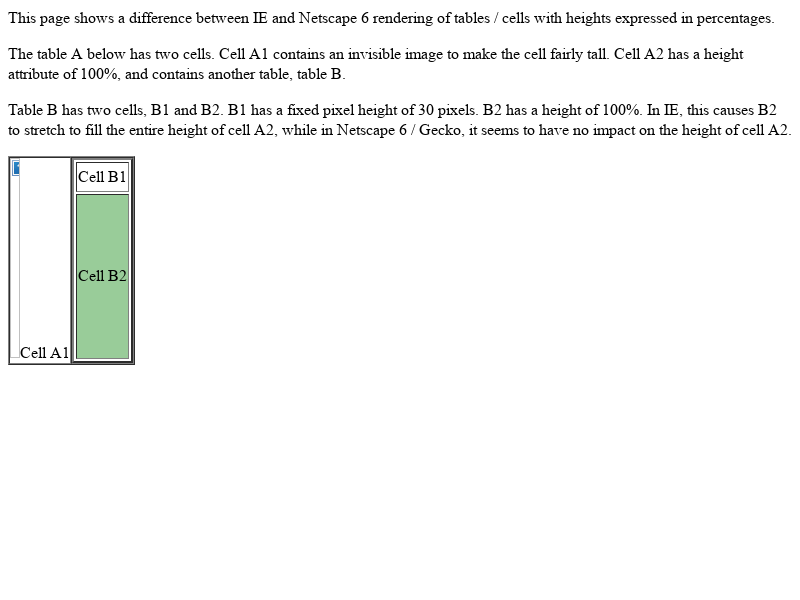 This page shows a difference between IE and Netscape 6 rendering of tables / cells with heights expressed in percentages.
The table A below has two cells. Cell A1 contains an invisible image to make the cell fairly tall. Cell A2 has a height
attribute of 100%, and contains another table, table B.
Table B has two cells, B1 and B2. B1 has a fixed pixel height of 30 pixels. B2 has a height of 100%. In IE, this causes B2
to stretch to fill the entire height of cell A2, while in Netscape 6 / Gecko, it seems to have no impact on the height of cell A2.
Cell B1
Cell B2
Cell A1